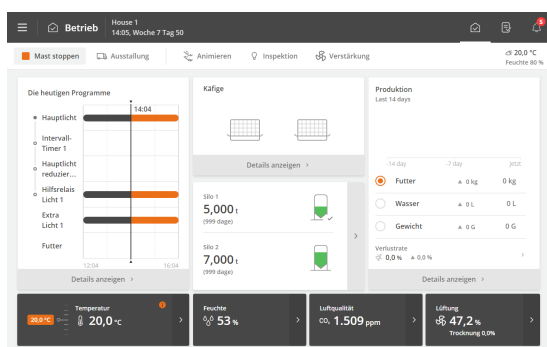 Betrieb
House 1
14:05, Woche 7 Tag 50
5
Mast stoppen
Ausstallung
Animieren
Inspektion
Verstärkung
20,0 °C
Feuchte 80 %
Die heutigen Programme
14:04
Hauptlicht
Intervall-
Timer 1
Hauptlicht
reduzier...
Hilfsrelais
Licht 1
Extra
Licht 1
Futter
12:04 16:04
Details anzeigen
Käfige
Details anzeigen
Silo 1
5,000 t
(999 dage)
Silo 2
7,000 t
(999 dage)
Produktion
Last 14 days
-14 day -7 day jetzt
Futter 0 kg 0 kg
Wasser 0 L 0 L
Gewicht 0 G 0 G
Verlustrate
0,0 % 0,0 %
Details anzeigen
Temperatur
20,0 °C 20,0 °C
Feuchte
53 %
Luftqualität
CO₂ 1.509 ppm
Lüftung
47,2 %
Trocknung 0,0%